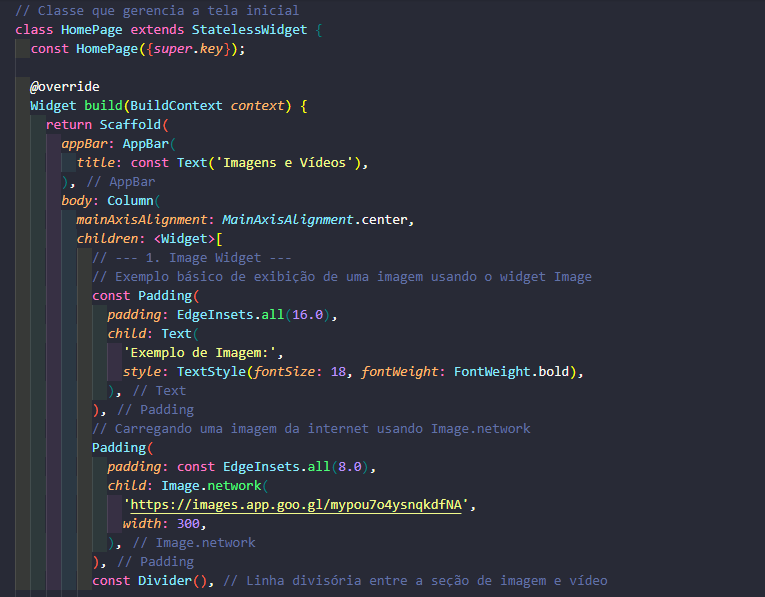 // Classe que gerencia a tela inicial
class HomePage extends StatelessWidget {
  const HomePage({super.key});

  @override
  Widget build(BuildContext context) {
    return Scaffold(
      appBar: AppBar(
        title: const Text('Imagens e Vídeos'),
      ), // AppBar
      body: Column(
        mainAxisAlignment: MainAxisAlignment.center,
        children: <Widget>[
          // --- 1. Image Widget ---
          // Exemplo básico de exibição de uma imagem usando o widget Image
          const Padding(
            padding: EdgeInsets.all(16.0),
            child: Text(
              'Exemplo de Imagem:',
              style: TextStyle(fontSize: 18, fontWeight: FontWeight.bold),
            ), // Text
          ), // Padding
          // Carregando uma imagem da internet usando Image.network
          Padding(
            padding: const EdgeInsets.all(8.0),
            child: Image.network(
              'https://images.app.goo.gl/mypou7o4ysnqkdfNA',
              width: 300,
            ), // Image.network
          ), // Padding
          const Divider(), // Linha divisória entre a seção de imagem e vídeo